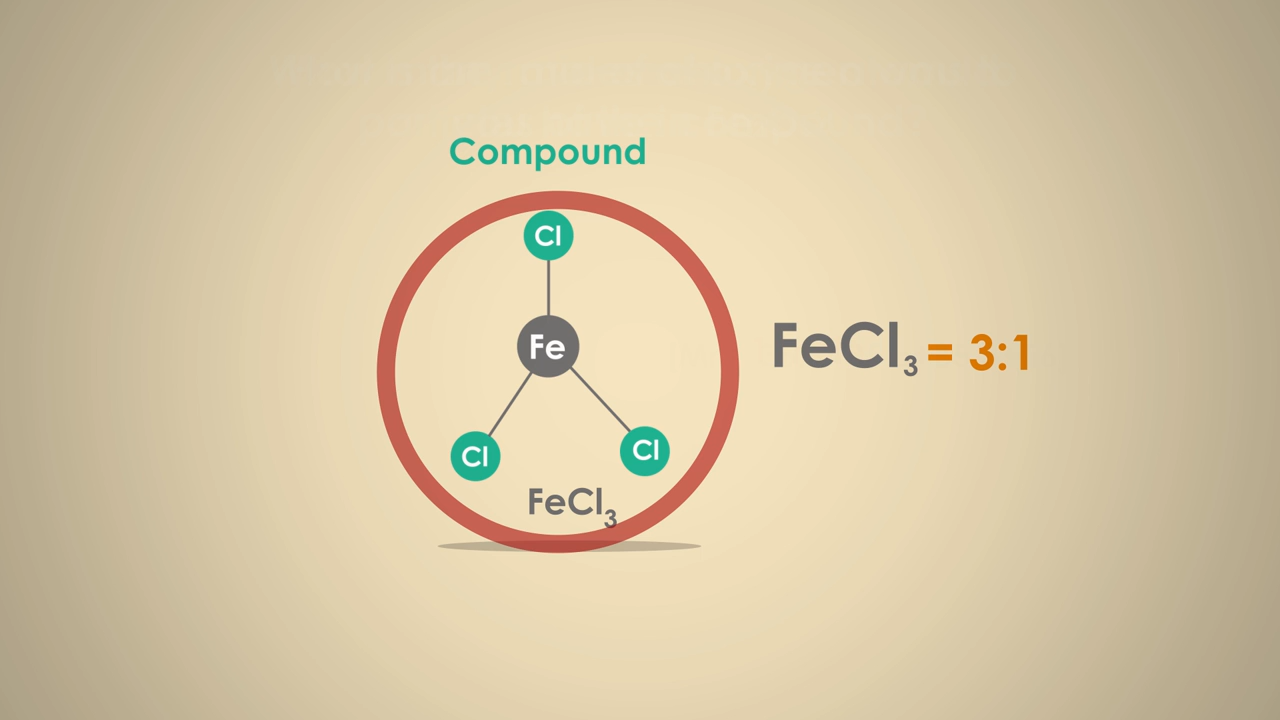 Compound
Cl
Fe
Cl
Cl
FeCl₃
FeCl₃ = 3:1